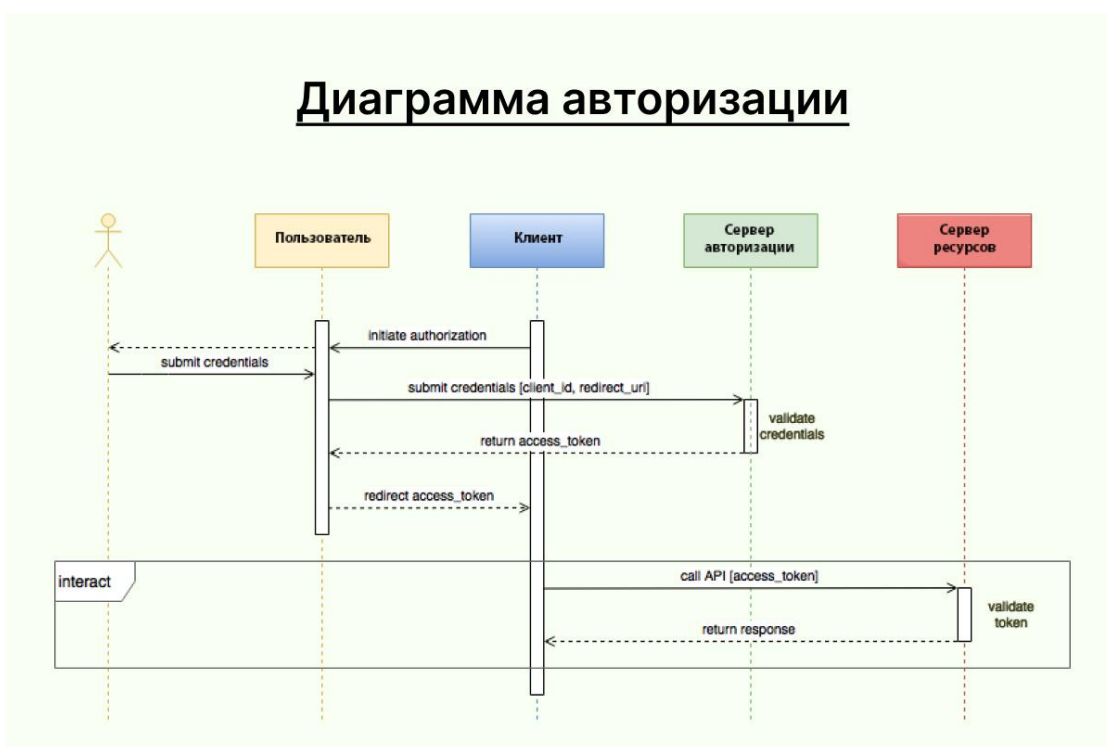 Диаграмма авторизации
Пользователь
Клиент
Сервер
авторизации
Сервер
ресурсов
initiate authorization
submit credentials
submit credentials [client_id, redirect_uri]
validate
credentials
return access_token
redirect access_token
interact
call API [access_token]
validate
token
return response